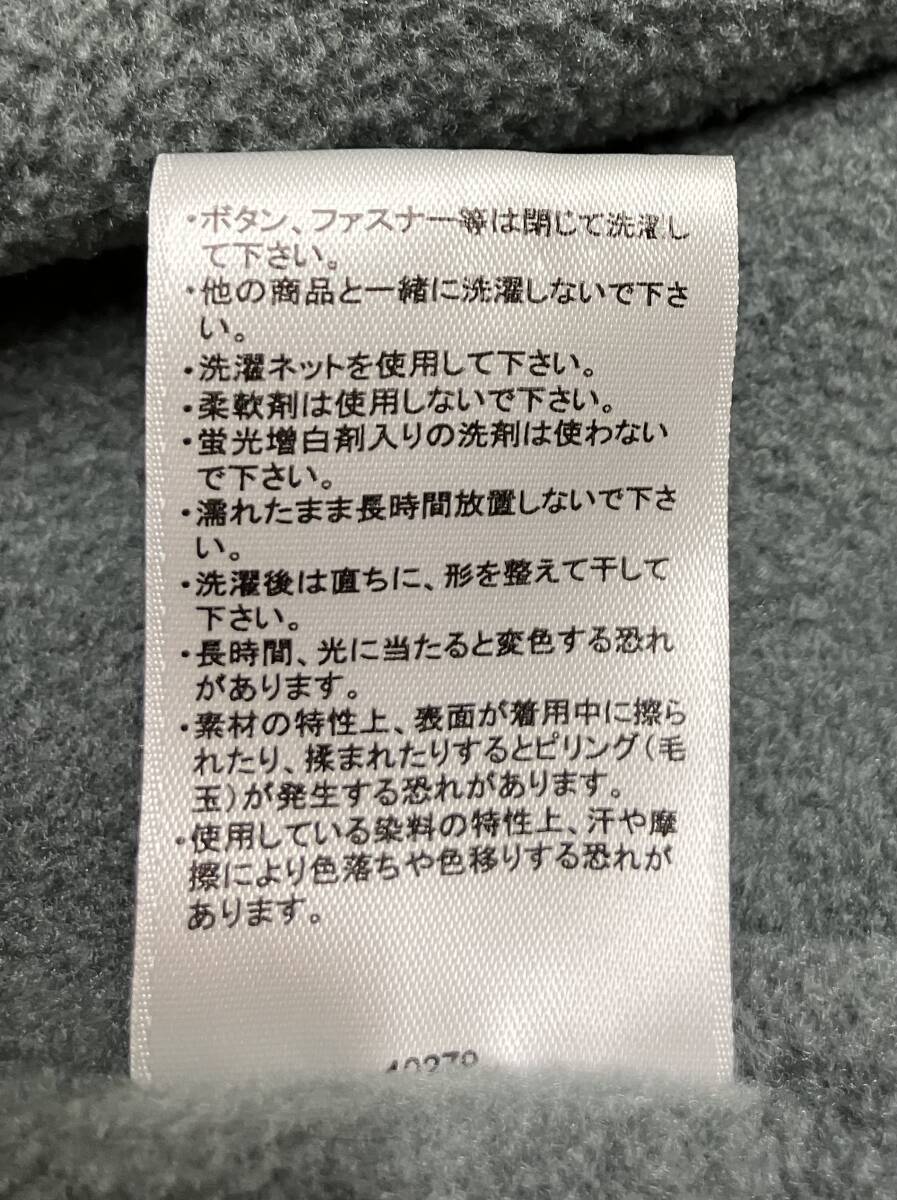 ・ボタン、ファスナー等は閉じて洗濯し
て下さい。
・他の商品と一緒に洗濯しないで下さ
い。
・洗濯ネットを使用して下さい。
・柔軟剤は使用しないで下さい。
・蛍光増白剤入りの洗剤は使わない
で下さい。
・濡れたまま長時間放置しないで下さ
い。
・洗濯後は直ちに、形を整えて干して
下さい。
・長時間、光に当たると変色する恐れ
があります。
・素材の特性上、表面が着用中に擦ら
れたり、揉まれたりするとピリング(毛
玉)が発生する恐れがあります。
・使用している染料の特性上、汗や摩
擦により色落ちや色移りする恐れが
あります。